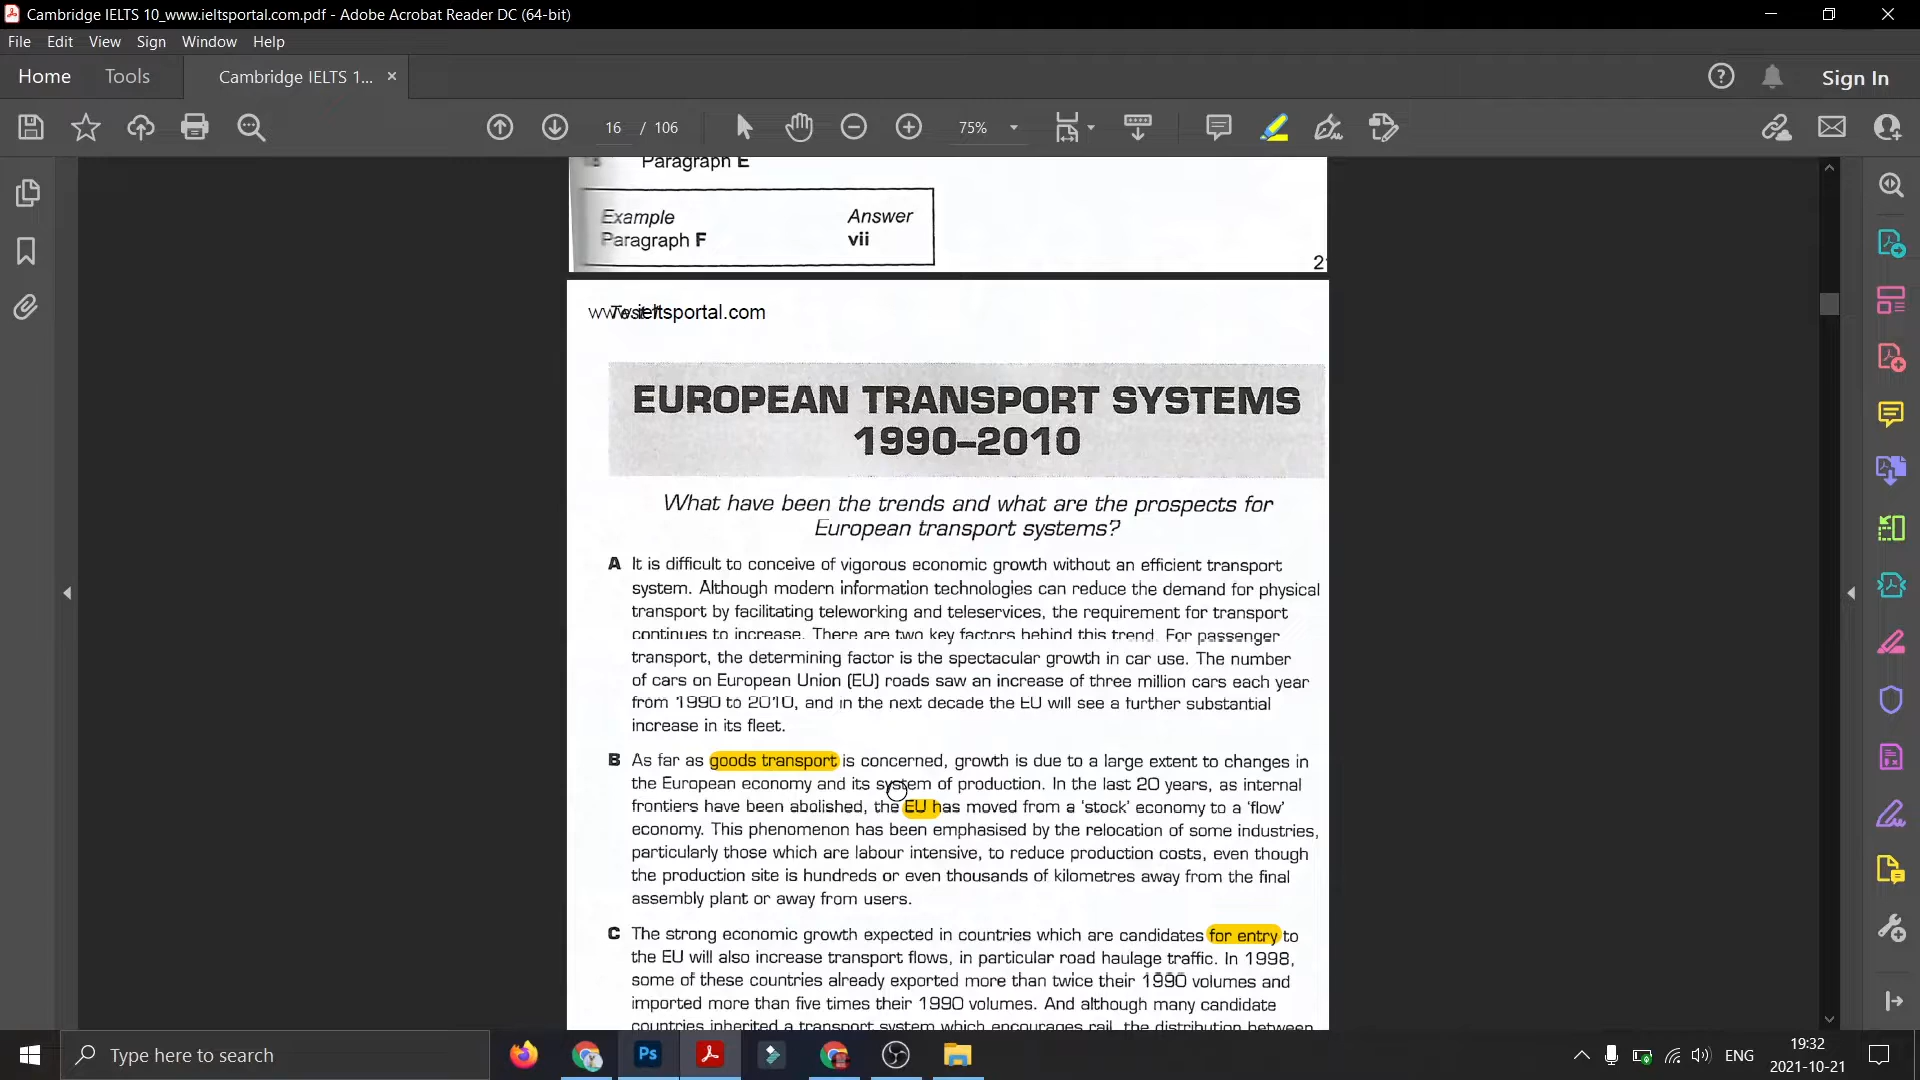 Cambridge IELTS 10_www.ieltsportal.com.pdf - Adobe Acrobat Reader DC (64-bit)
File Edit View Sign Window Help
Home Tools Cambridge IELTS 1... × Sign In
16 / 106 75%
Paragraph E
Example Answer
Paragraph F vii
2
www.ieltsportal.com
EUROPEAN TRANSPORT SYSTEMS
1990–2010
What have been the trends and what are the prospects for
European transport systems?
A It is difficult to conceive of vigorous economic growth without an efficient transport
system. Although modern information technologies can reduce the demand for physical
transport by facilitating teleworking and teleservices, the requirement for transport
continues to increase. There are two key factors behind this trend. For passenger
transport, the determining factor is the spectacular growth in car use. The number
of cars on European Union (EU) roads saw an increase of three million cars each year
from 1990 to 2010, and in the next decade the EU will see a further substantial
increase in its fleet.
B As far as goods transport is concerned, growth is due to a large extent to changes in
the European economy and its system of production. In the last 20 years, as internal
frontiers have been abolished, the EU has moved from a ‘stock’ economy to a ‘flow’
economy. This phenomenon has been emphasised by the relocation of some industries,
particularly those which are labour intensive, to reduce production costs, even though
the production site is hundreds or even thousands of kilometres away from the final
assembly plant or away from users.
C The strong economic growth expected in countries which are candidates for entry to
the EU will also increase transport flows, in particular road haulage traffic. In 1998,
some of these countries already exported more than twice their 1990 volumes and
imported more than five times their 1990 volumes. And although many candidate
countries inherited a transport system which encourages rail, the distribution between
Type here to search
Ps
ENG
19:32
2021-10-21